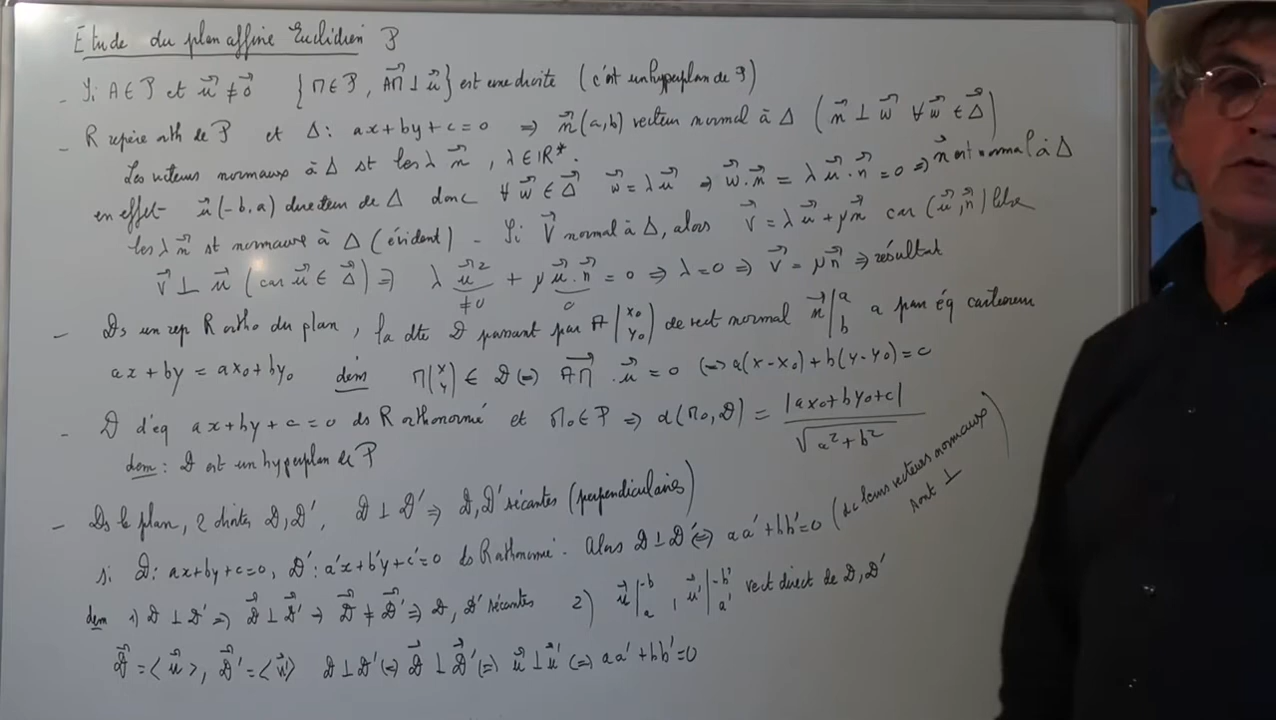 Etude du plan affine Euclidien P
- Si A ∈ P et u⃗ ≠ 0⃗ {M ∈ P, AM⃗ ⊥ u⃗} est une droite (c'est un hyperplan de P)
- R repère orth de P et Δ : ax + by + c = 0 ⇒ n⃗(a,b) vecteur normal à Δ (n⃗ ⊥ w⃗ ∀ w⃗ ∈ Δ⃗)
Les vecteurs normaux à Δ st les λ n⃗, λ ∈ ℝ*.
en effet u⃗(-b,a) directeur de Δ donc ∀ w⃗ ∈ Δ⃗ w⃗ = λ u⃗ ⇒ w⃗.n⃗ = λ u⃗.n⃗ = 0 ⇒ n⃗ est normal à Δ
les λ n⃗ st normaux à Δ (évident) - Si V⃗ normal à Δ, alors V⃗ = λ u⃗ + μ n⃗ car (u⃗,n⃗) libre
V⃗ ⊥ u⃗ (car u⃗ ∈ Δ⃗) ⇒ λ u⃗² (≠0) + μ u⃗.n⃗ (0) = 0 ⇒ λ = 0 ⇒ V⃗ = μ n⃗ ⇒ résultat
- Ds un rep R ortho du plan, la dte D passant par A |x₀ y₀) de vect normal n⃗ |a b a pour éq cartésienne
ax + by = ax₀ + by₀ dem M |x y) ∈ D ⇔ AM⃗ . u⃗ = 0 ⇔ a(x-x₀) + b(y-y₀) = 0
- D d'éq ax + by + c = 0 ds R orthonormé et M₀ ∈ P ⇒ d(M₀, D) = |ax₀ + by₀ + c| / √(a² + b²)
dem : D est un hyperplan de P
- Ds le plan, 2 droites D, D', D ⊥ D' ⇒ D, D' sécantes (perpendiculaires)
si D : ax + by + c = 0, D' : a'x + b'y + c' = 0 ds R orthonormé. Alors D ⊥ D' ⇔ aa' + bb' = 0 (ie leurs vecteurs normaux sont ⊥)
dem 1) D ⊥ D' ⇒ D⃗ ⊥ D⃗' ⇒ D⃗ ≠ D⃗' ⇒ D, D' sécantes 2) u⃗ |-b a, u⃗' |-b' a' vect direct de D, D'
D⃗ = <u⃗>, D⃗' = <u⃗'> D ⊥ D' ⇔ D⃗ ⊥ D⃗' ⇔ u⃗ ⊥ u⃗' ⇔ aa' + bb' = 0